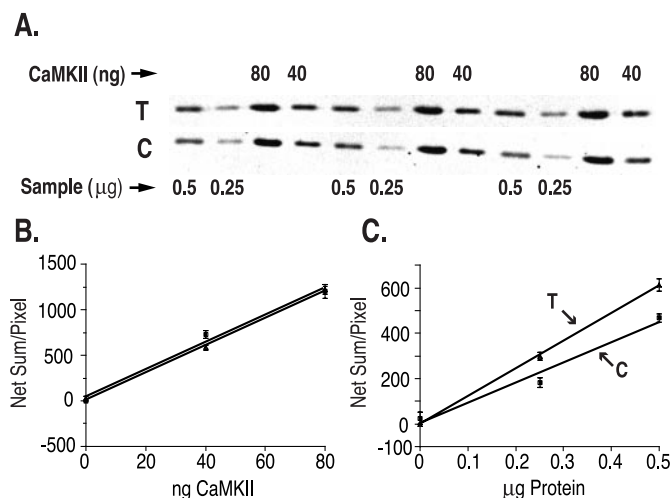 A.
CaMKII (ng) → 80 40 80 40 80 40
T
C
Sample (μg) → 0.5 0.25 0.5 0.25 0.5 0.25
B.
1500
1000
500
0
-500
Net Sum/Pixel
0 20 40 60 80
ng CaMKII
C.
600
400
200
0
-100
Net Sum/Pixel
T
C
0 0.1 0.2 0.3 0.4 0.5
μg Protein